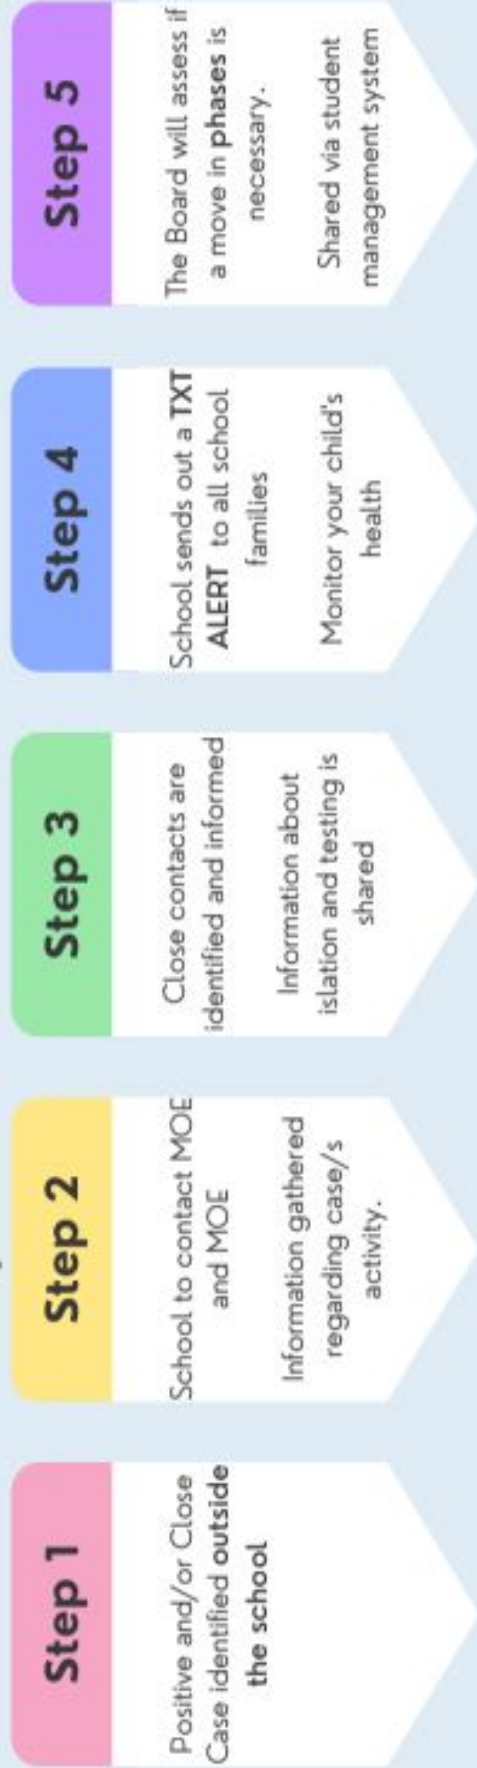 Step 1
Positive and/or Close
Case identified outside
the school
Step 2
School to contact MOE
and MOE
Information gathered
regarding case/s
activity.
Step 3
Close contacts are
identified and informed
Information about
islation and testing is
shared
Step 4
School sends out a TXT
ALERT to all school
families
Monitor your child's
health
Step 5
The Board will assess if
a move in phases is
necessary.
Shared via student
management system